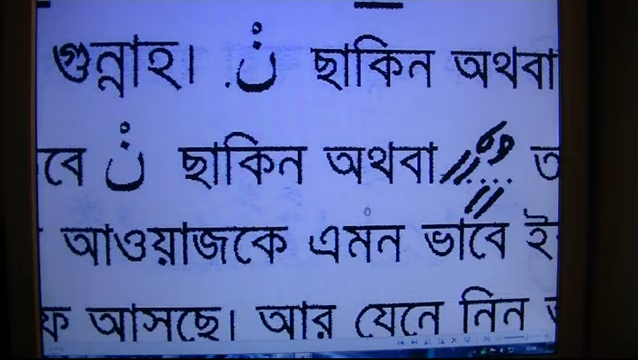 গুন্নাহ। نْ ছাকিন অথবা
বে نْ ছাকিন অথবা ـًـٍـٌ
আওয়াজকে এমন ভাবে
ফ আসছে। আর যেনে নিন